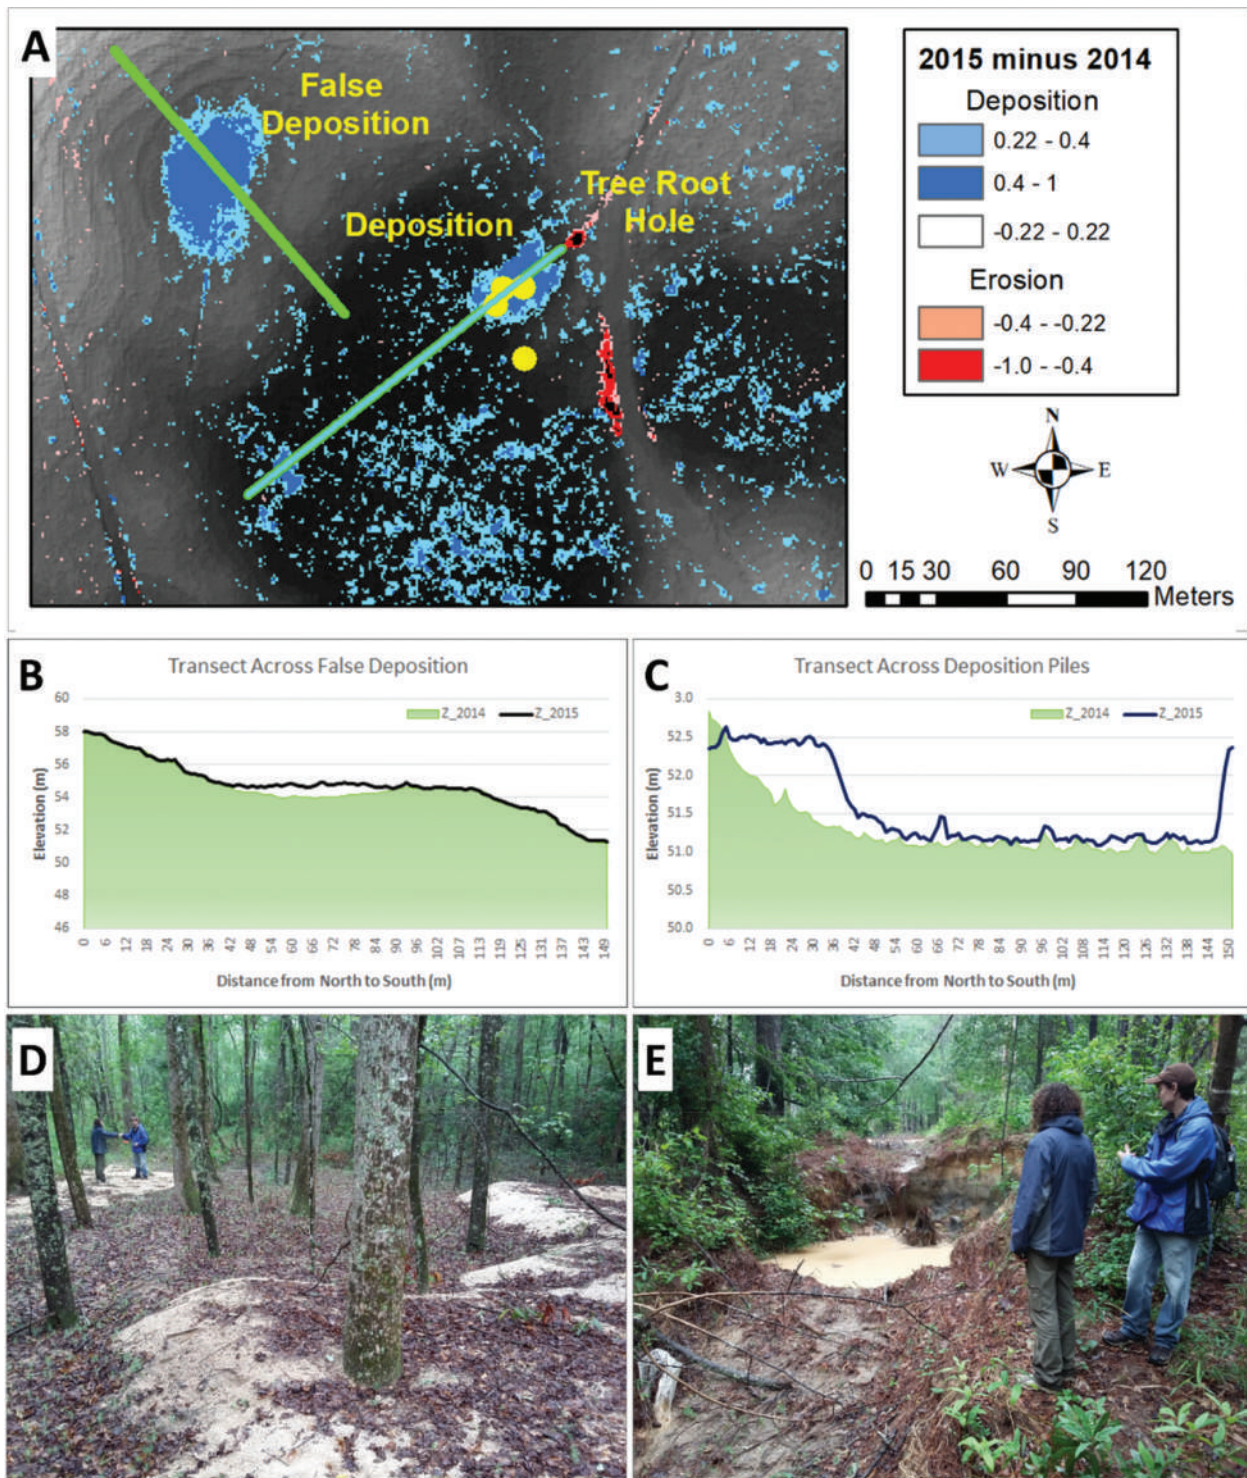 A
False
Deposition
Deposition
Tree Root
Hole
2015 minus 2014
Deposition
0.22 - 0.4
0.4 - 1
-0.22 - 0.22
Erosion
-0.4 - -0.22
-1.0 - -0.4
N
W E
S
0 15 30 60 90 120
Meters
B
Transect Across False Deposition
Z_2014 Z_2015
60
58
56
54
52
50
48
46
Elevation (m)
0 6 12 18 24 30 36 42 48 54 60 66 72 78 84 90 96 102 107 113 119 125 131 137 143 149
Distance from North to South (m)
C
Transect Across Deposition Piles
Z_2014 Z_2015
53.0
52.5
52.0
51.5
51.0
50.5
50.0
Elevation (m)
0 6 12 18 24 30 36 42 48 54 60 66 72 78 84 90 96 102 108 114 120 126 132 138 144 150
Distance from North to South (m)
D
E